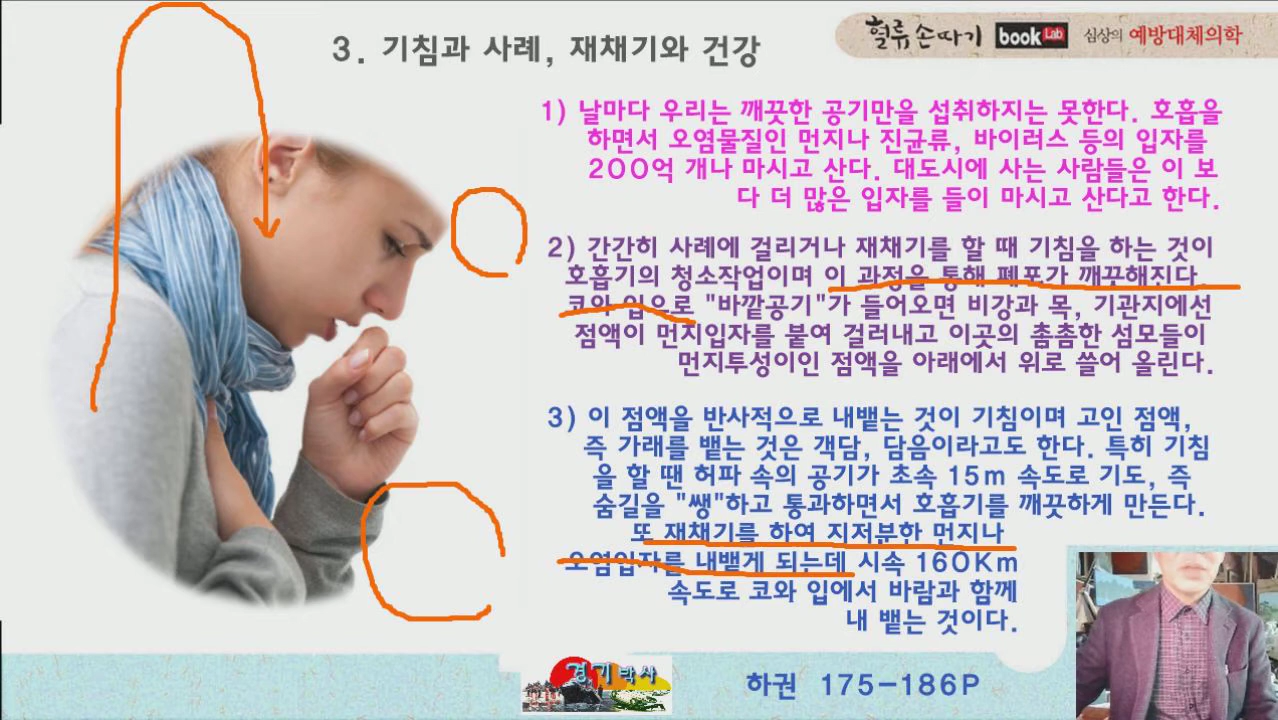 3. 기침과 사례, 재채기와 건강
혈류 손따기 book Lab 심상의 예방대체의학
1) 날마다 우리는 깨끗한 공기만을 섭취하지는 못한다. 호흡을
하면서 오염물질인 먼지나 진균류, 바이러스 등의 입자를
200억 개나 마시고 산다. 대도시에 사는 사람들은 이 보
다 더 많은 입자를 들이 마시고 산다고 한다.
2) 간간히 사례에 걸리거나 재채기를 할 때 기침을 하는 것이
호흡기의 청소작업이며 이 과정을 통해 폐포가 깨끗해진다.
코와 입으로 "바깥공기"가 들어오면 비강과 목, 기관지에선
점액이 먼지입자를 붙여 걸러내고 이곳의 촘촘한 섬모들이
먼지투성이인 점액을 아래에서 위로 쓸어 올린다.
3) 이 점액을 반사적으로 내뱉는 것이 기침이며 고인 점액,
즉 가래를 뱉는 것은 객담, 담음이라고도 한다. 특히 기침
을 할 땐 허파 속의 공기가 초속 15m 속도로 기도, 즉
숨길을 "쌩"하고 통과하면서 호흡기를 깨끗하게 만든다.
또 재채기를 하여 지저분한 먼지나
오염입자를 내뱉게 되는데 시속 160Km
속도로 코와 입에서 바람과 함께
내 뱉는 것이다.
경기박사
하권 175-186P